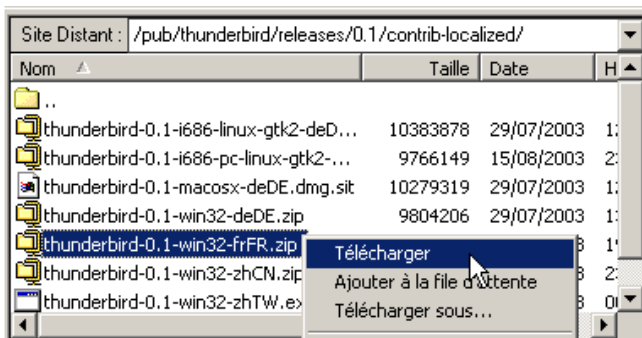 Site Distant : /pub/thunderbird/releases/0.1/contrib-localized/
Nom Taille Date H
..
thunderbird-0.1-i686-linux-gtk2-deD... 10383878 29/07/2003
thunderbird-0.1-i686-pc-linux-gtk2-... 9766149 15/08/2003
thunderbird-0.1-macosx-deDE.dmg.sit 10279319 29/07/2003
thunderbird-0.1-win32-deDE.zip 9804206 29/07/2003
thunderbird-0.1-win32-frFR.zip
Télécharger
thunderbird-0.1-win32-zhCN.zip
Ajouter à la file d'attente
thunderbird-0.1-win32-zhTW.ex
Télécharger sous...